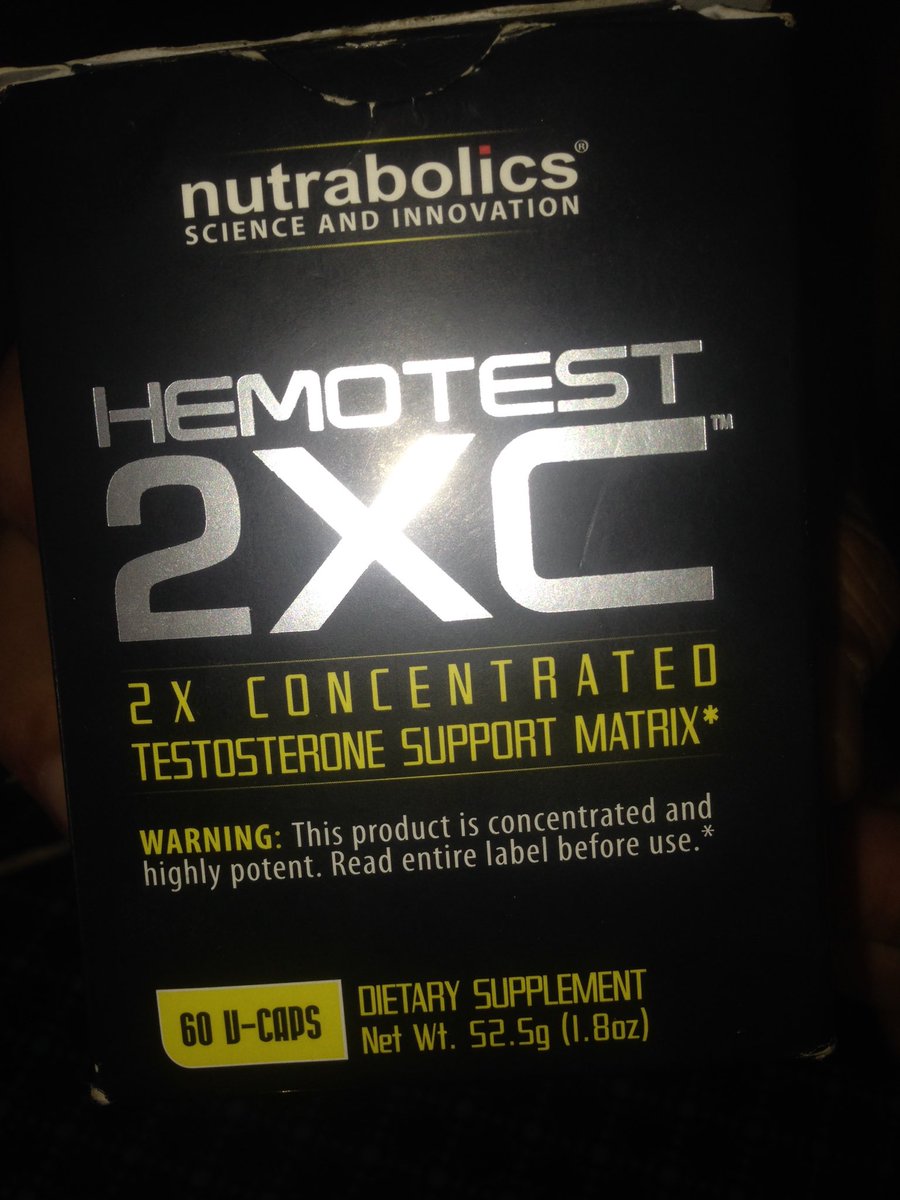 nutrabolics®
SCIENCE AND INNOVATION
HEMOTEST
2XC™
2X CONCENTRATED
TESTOSTERONE SUPPORT MATRIX*
WARNING: This product is concentrated and
highly potent. Read entire label before use.*
60 V-CAPS
DIETARY SUPPLEMENT
Net Wt. 52.5g (1.8oz)